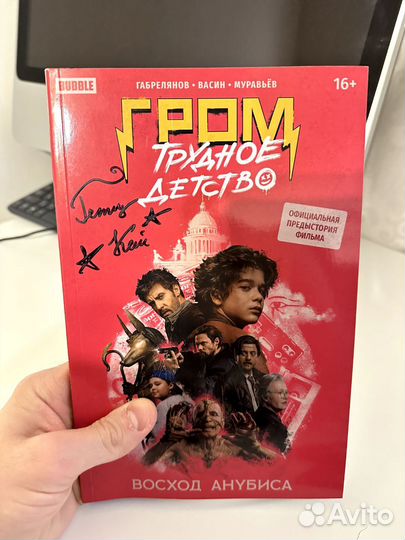 BUBBLE
ГАБРЕЛЯНОВ • ВАСИН • МУРАВЬЁВ
16+
ГРОМ
ТРУДНОЕ
ДЕТСТВО
ОФИЦИАЛЬНАЯ
ПРЕДЫСТОРИЯ
ФИЛЬМА
ВОСХОД АНУБИСА
Avito